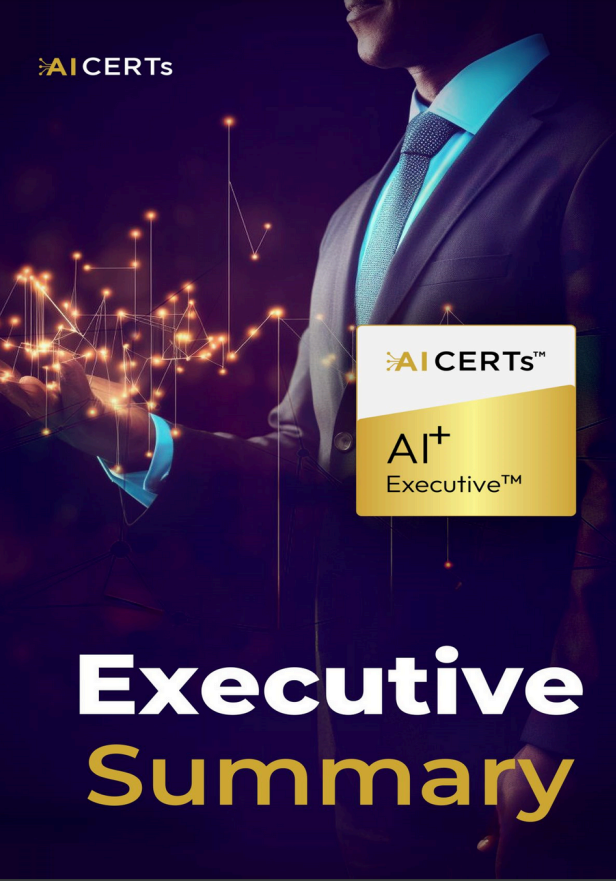 AI CERTs
AI CERTs™
AI+
Executive™
Executive
Summary